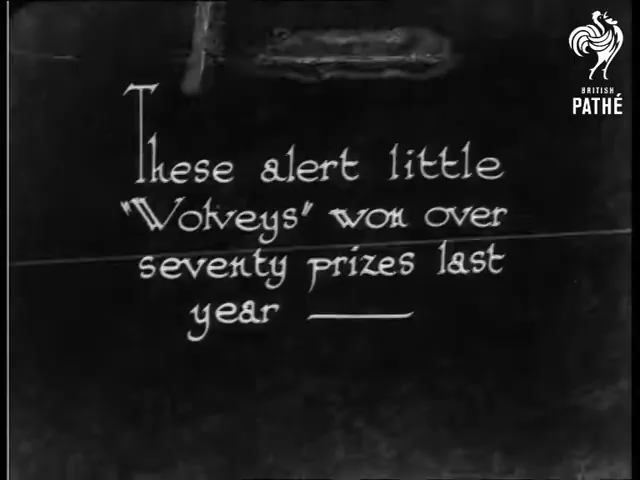 BRITISH
PATHÉ
These alert little
"Wolveys" won over
seventy prizes last
year ——